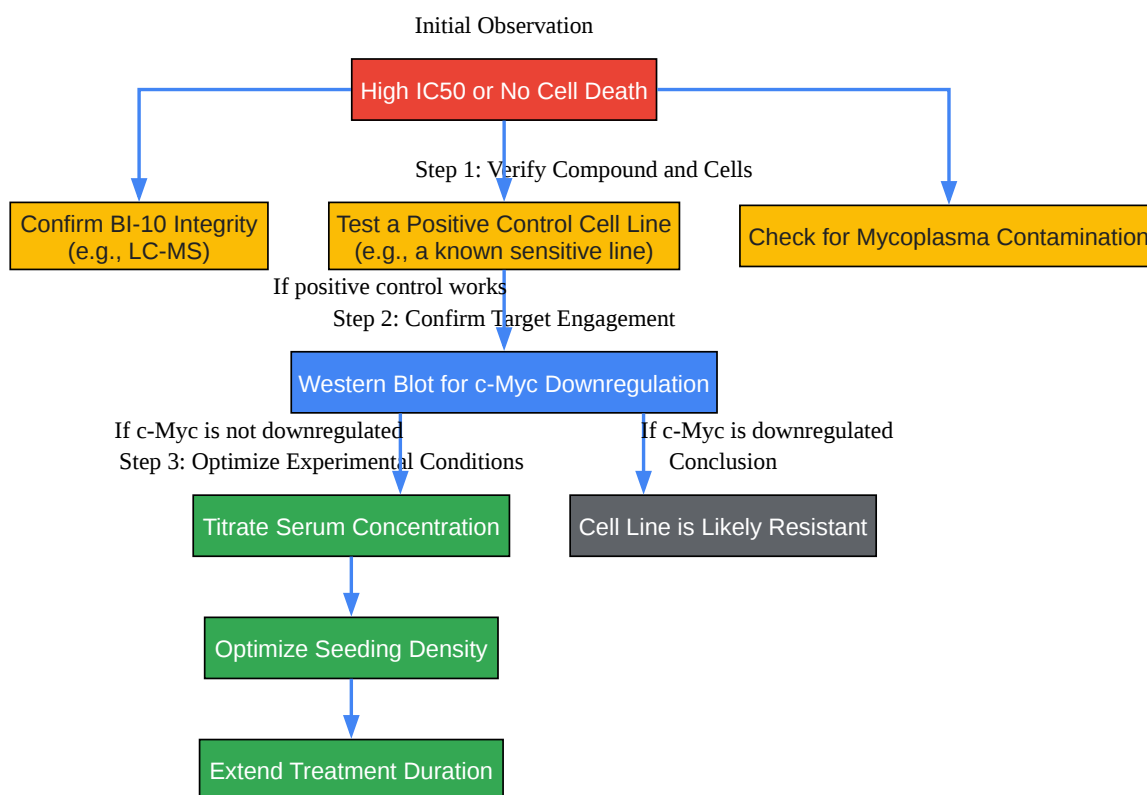 Initial Observation
High IC50 or No Cell Death
Step 1: Verify Compound and Cells
Confirm BI-10 Integrity
(e.g., LC-MS)
Test a Positive Control Cell Line
(e.g., a known sensitive line)
Check for Mycoplasma Contamination
If positive control works
Step 2: Confirm Target Engagement
Western Blot for c-Myc Downregulation
If c-Myc is not downregulated
If c-Myc is downregulated
Step 3: Optimize Experimental Conditions
Conclusion
Titrate Serum Concentration
Cell Line is Likely Resistant
Optimize Seeding Density
Extend Treatment Duration